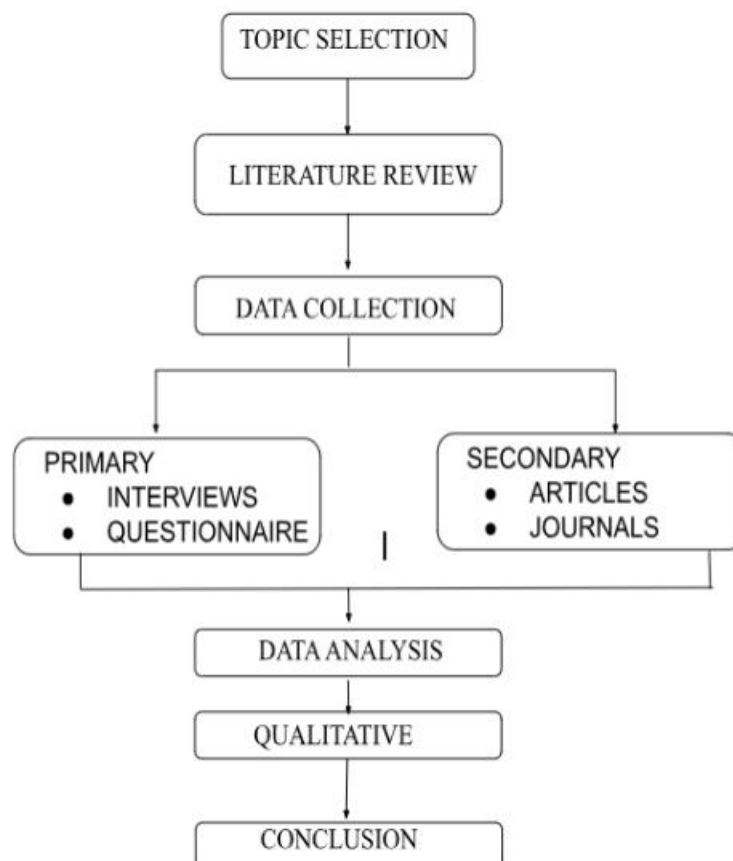 TOPIC SELECTION
LITERATURE REVIEW
DATA COLLECTION
PRIMARY
● INTERVIEWS
● QUESTIONNAIRE
SECONDARY
● ARTICLES
● JOURNALS
DATA ANALYSIS
QUALITATIVE
CONCLUSION